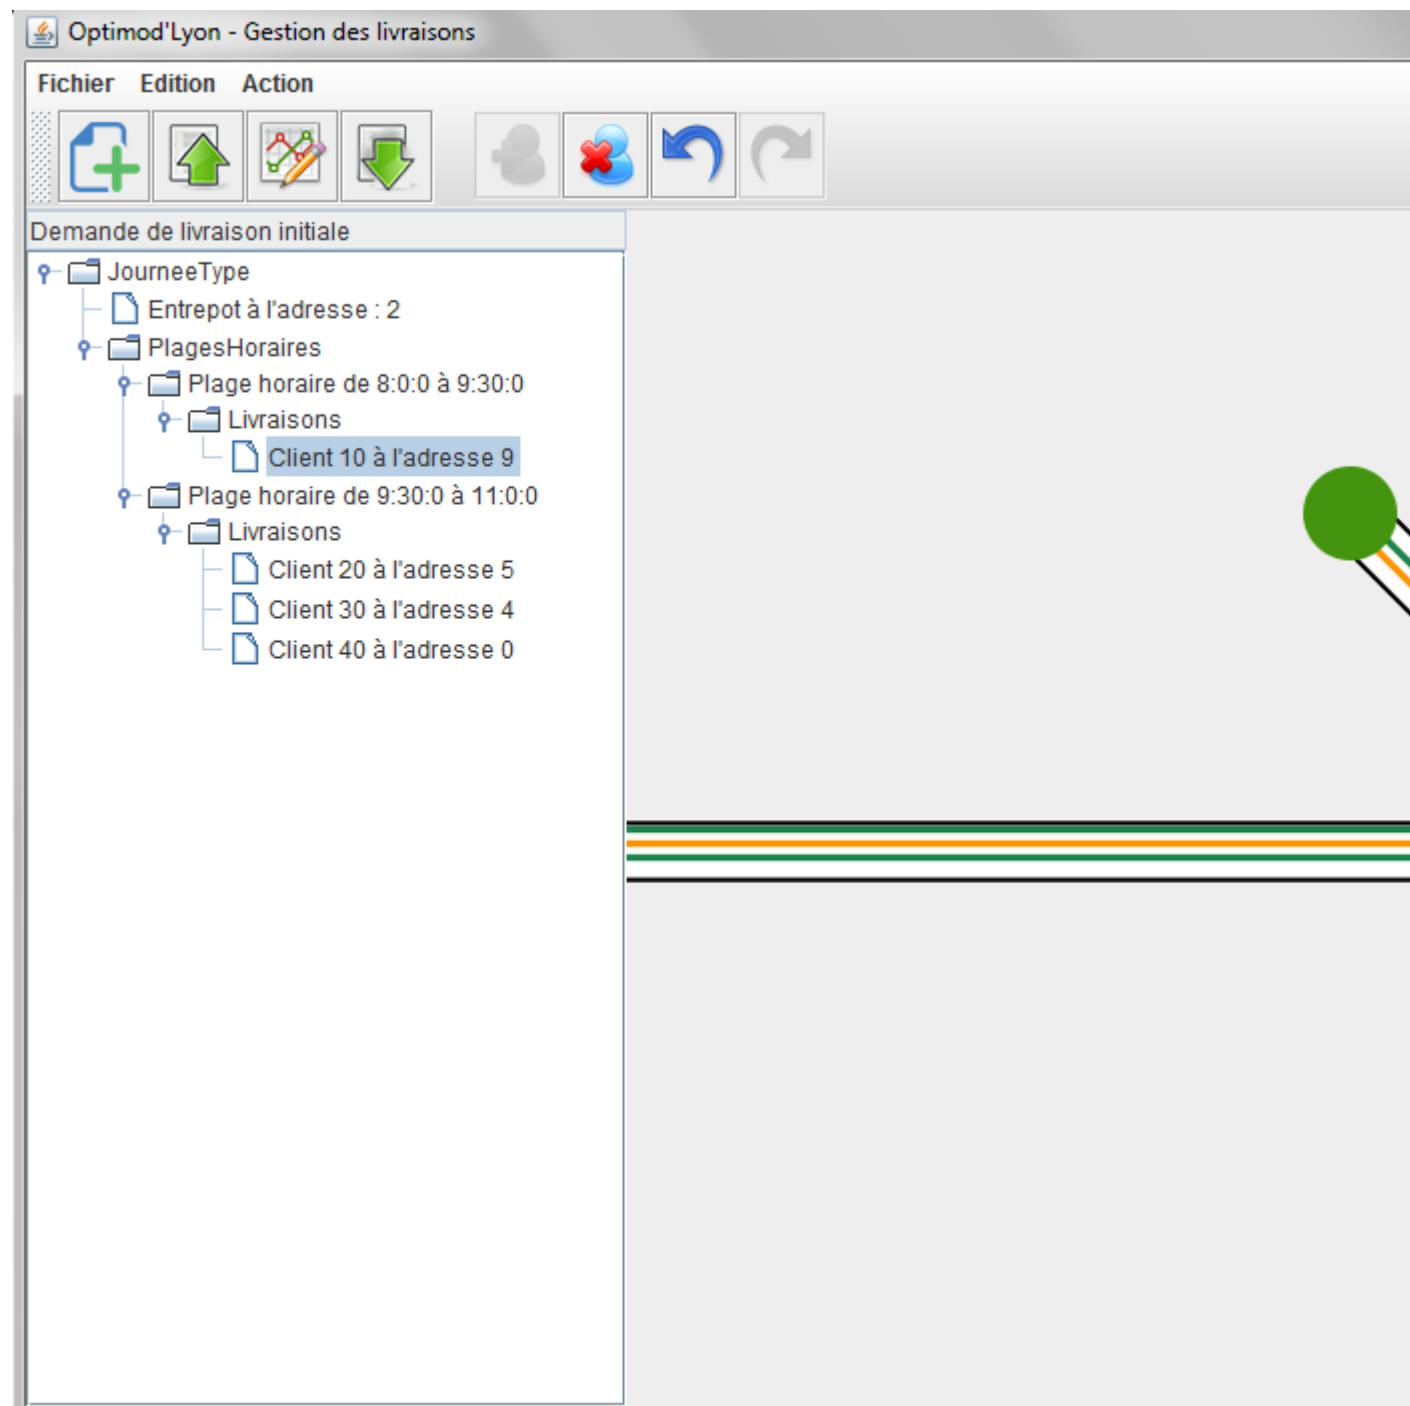 Optimod'Lyon - Gestion des livraisons
Fichier Edition Action
Demande de livraison initiale
JourneeType
Entrepot à l'adresse : 2
PlagesHoraires
Plage horaire de 8:0:0 à 9:30:0
Livraisons
Client 10 à l'adresse 9
Plage horaire de 9:30:0 à 11:0:0
Livraisons
Client 20 à l'adresse 5
Client 30 à l'adresse 4
Client 40 à l'adresse 0